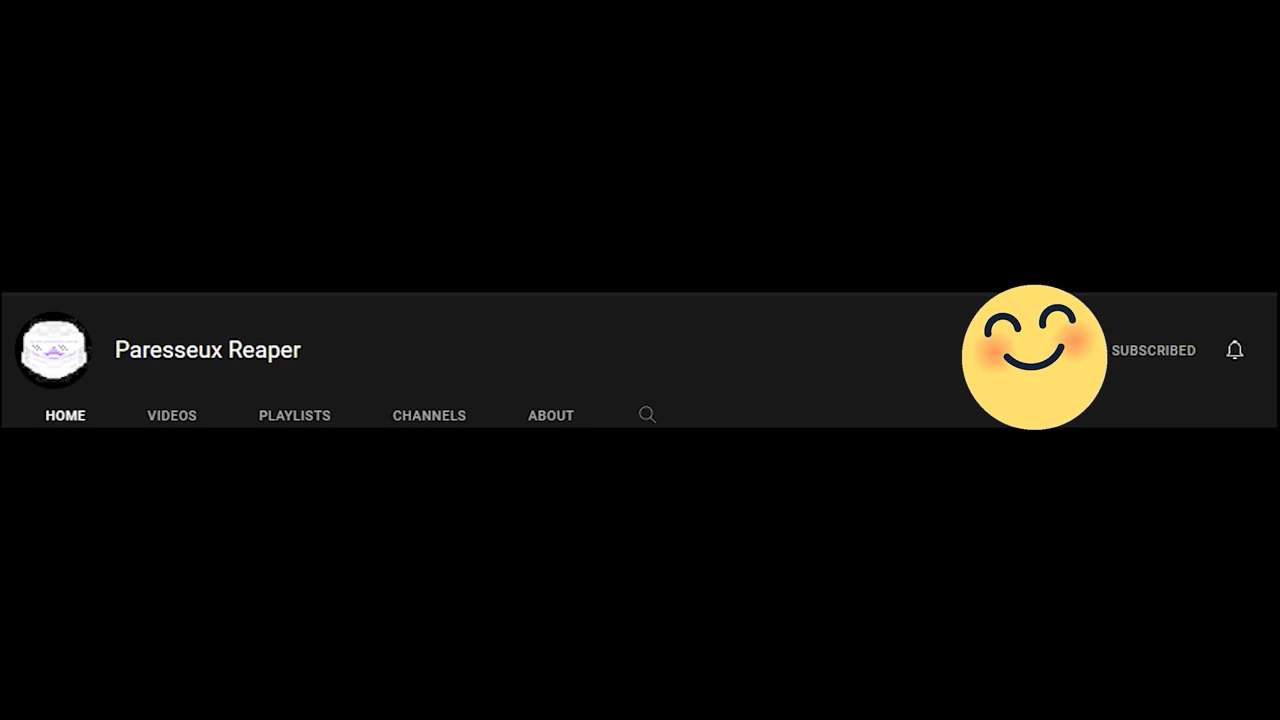 Paresseux Reaper
SUBSCRIBED
HOME VIDEOS PLAYLISTS CHANNELS ABOUT